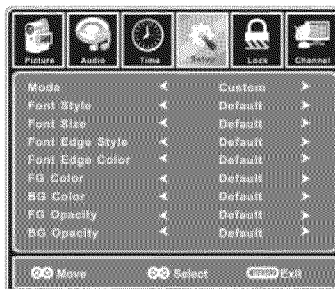 Picture Audio Time Setup Lock Channel
Mode Custom
Font Style Default
Font Size Default
Font Edge Style Default
Font Edge Color Default
FG Color Default
BG Color Default
FG Opacity Default
BG Opacity Default
Move Select Exit